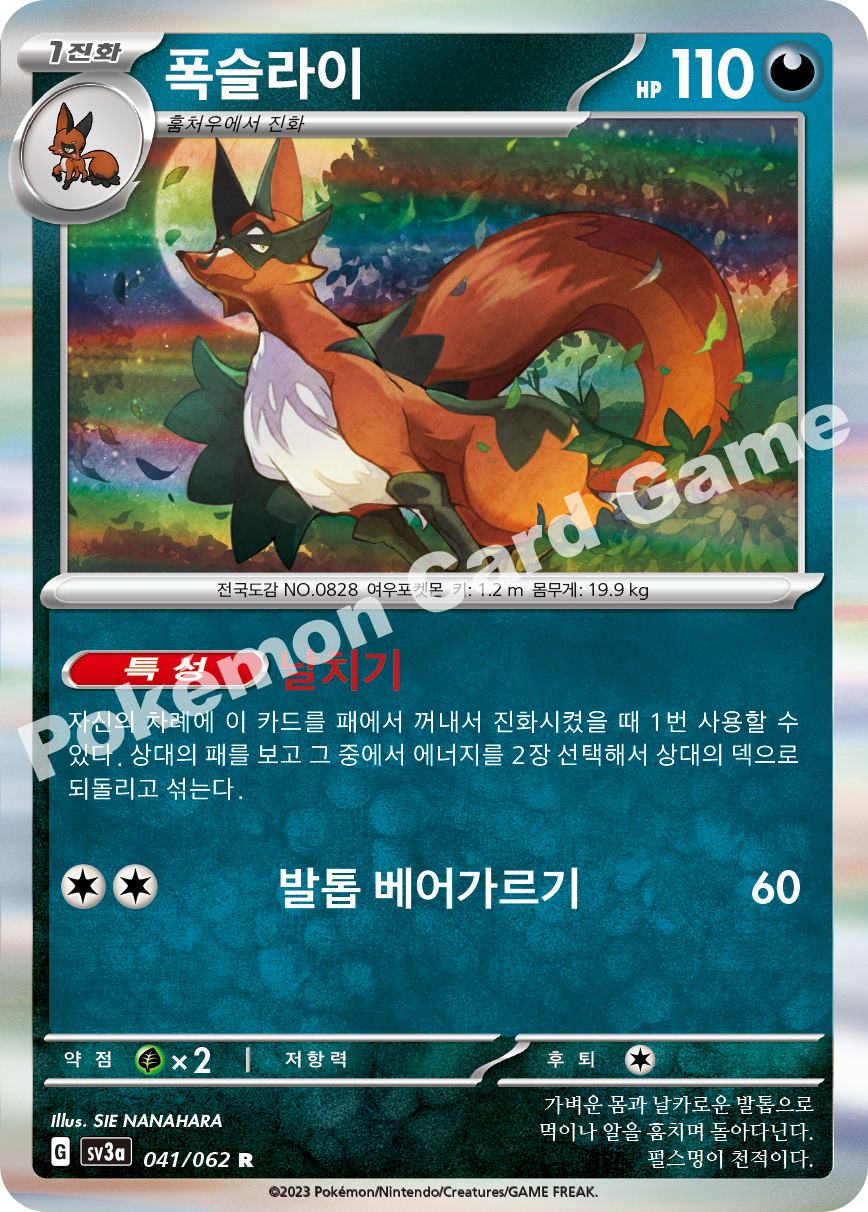 1진화
폭슬라이
HP 110
훔처우에서 진화
전국도감 NO.0828 여우포켓몬 키: 1.2 m 몸무게: 19.9 kg
특성 날치기
자신의 차례에 이 카드를 패에서 꺼내서 진화시켰을 때 1번 사용할 수
있다. 상대의 패를 보고 그 중에서 에너지를 2장 선택해서 상대의 덱으로
되돌리고 섞는다.
발톱 베어가르기 60
약점 ×2 저항력 후퇴
Illus. SIE NANAHARA
가벼운 몸과 날카로운 발톱으로
먹이나 알을 훔치며 돌아다닌다.
펄스멍이 천적이다.
G sv3a 041/062 R
©2023 Pokémon/Nintendo/Creatures/GAME FREAK.
Pokémon Card Game